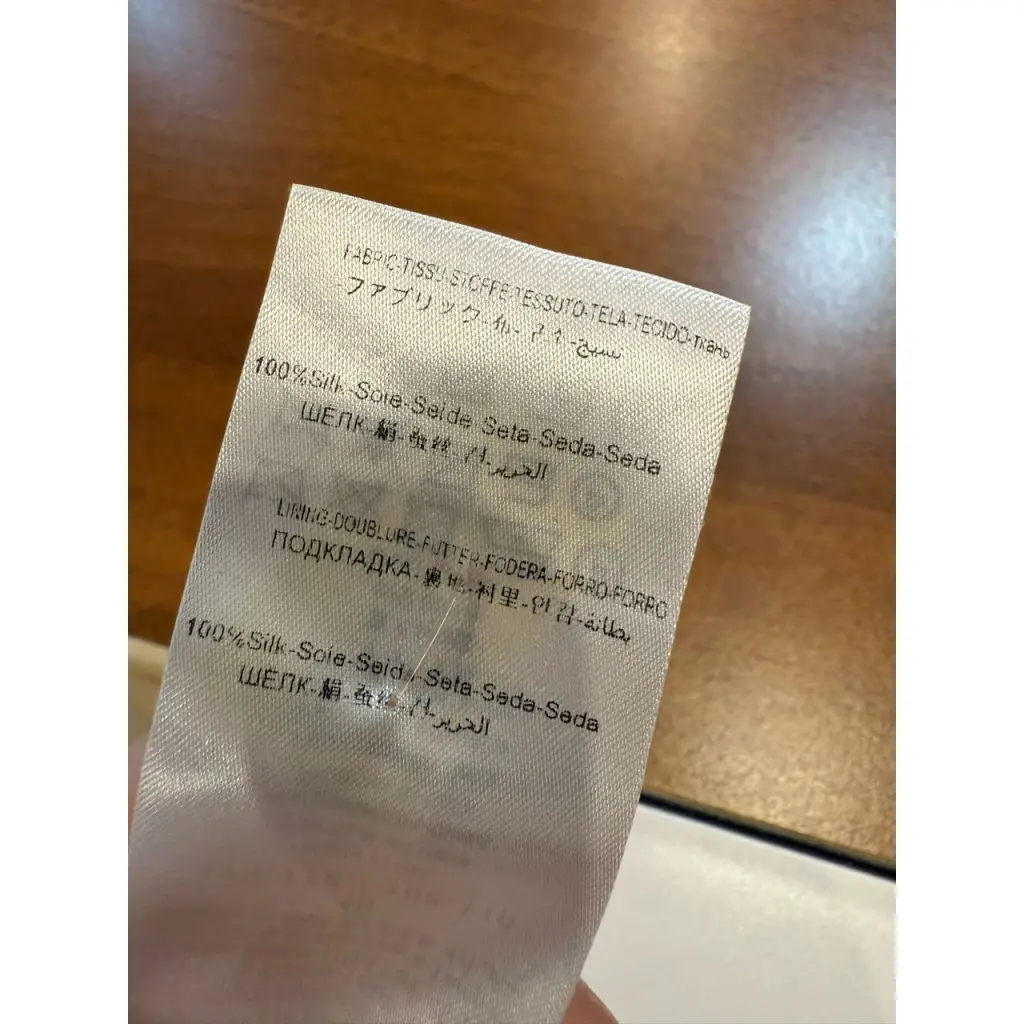 FABRIC-TISSU-STOFFE-TESSUTO-TELA-TECIDO-ткань
ファブリック-布-نسيج
100%Silk-Soie-Seide-Seta-Seda-Seda
ШЕЛК-絹-蚕丝-الحرير
LINING-DOUBLURE-FUTTER-FODERA-FORRO-FORRO
ПОДКЛАДКА-裏地-衬里-안감-بطانة
100%Silk-Soie-Seide-Seta-Seda-Seda
ШЕЛК-絹-蚕丝-الحرير